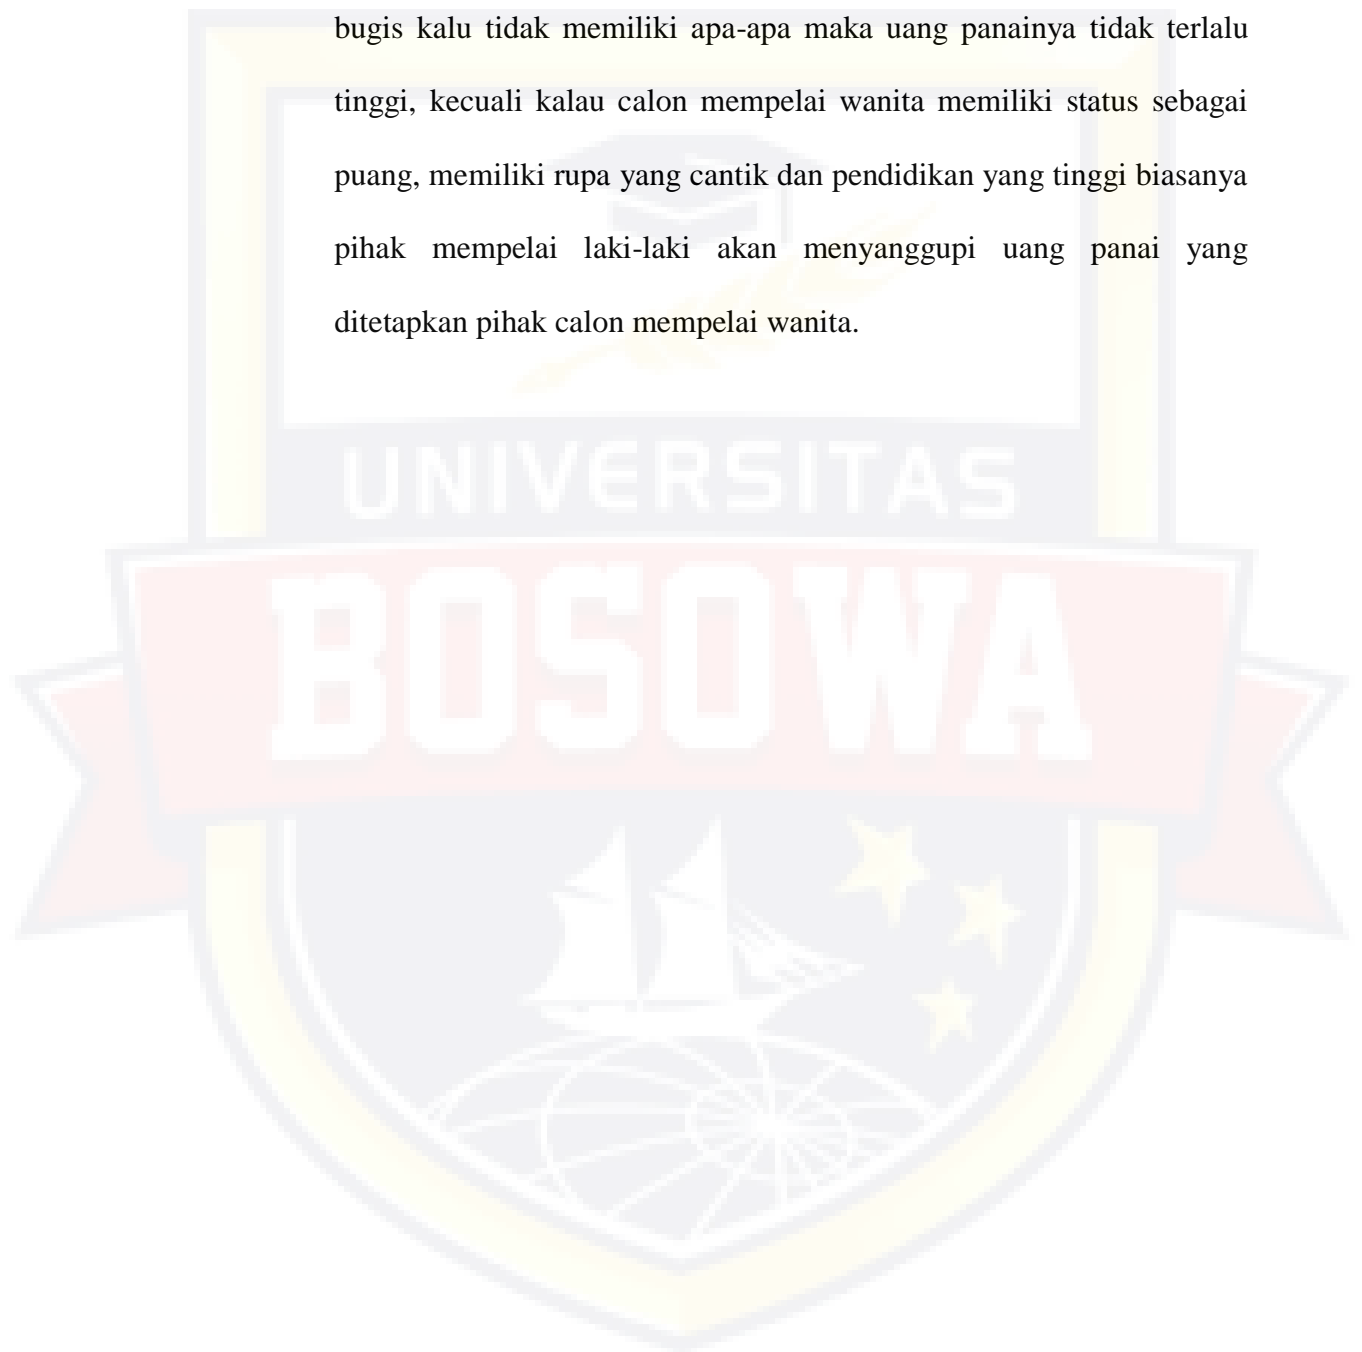 bugis kalu tidak memiliki apa-apa maka uang panainya tidak terlalu
tinggi, kecuali kalau calon mempelai wanita memiliki status sebagai
puang, memiliki rupa yang cantik dan pendidikan yang tinggi biasanya
pihak mempelai laki-laki akan menyanggupi uang panai yang
ditetapkan pihak calon mempelai wanita.
UNIVERSITAS
BOSOWA